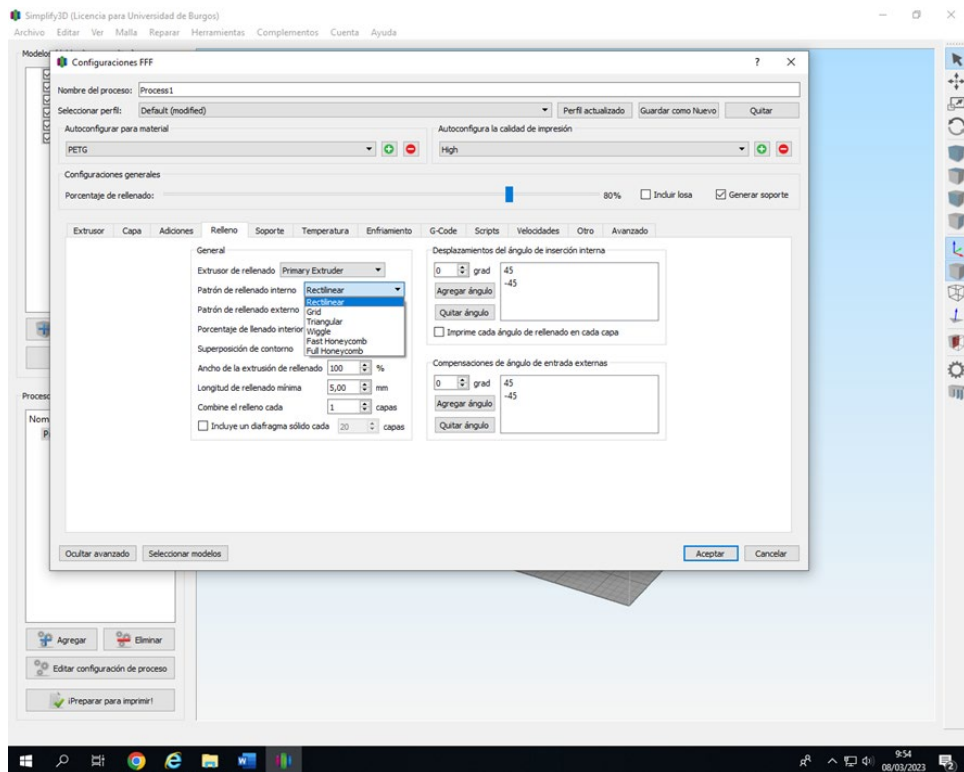 Simplify3D (Licencia para Universidad de Burgos)
Archivo Editar Ver Malla Reparar Herramientas Complementos Cuenta Ayuda
Configuraciones FFF
Nombre del proceso: Process1
Seleccionar perfil: Default (modified) Perfil actualizado Guardar como Nuevo Quitar
Autoconfigurar para material
PETG
Autoconfigura la calidad de impresión
High
Configuraciones generales
Porcentaje de rellenado: 80% Incluir losa Generar soporte
Extrusor Capa Adiciones Relleno Soporte Temperatura Enfriamiento G-Code Scripts Velocidades Otro Avanzado
General
Extrusor de rellenado Primary Extruder
Patrón de rellenado interno Rectilinear
Rectilinear
Grid
Triangular
Wiggle
Fast Honeycomb
Full Honeycomb
Patrón de rellenado externo
Porcentaje de llenado interior
Superposición de contorno
Ancho de la extrusión de rellenado 100 %
Longitud de rellenado mínima 5,00 mm
Combine el relleno cada 1 capas
Incluye un diafragma sólido cada 20 capas
Desplazamientos del ángulo de inserción interna
0 grad
Agregar ángulo
Quitar ángulo
45
-45
Imprime cada ángulo de rellenado en cada capa
Compensaciones de ángulo de entrada externas
0 grad
Agregar ángulo
Quitar ángulo
45
-45
Ocultar avanzado Seleccionar modelos Aceptar Cancelar
Agregar Eliminar
Editar configuración de proceso
¡Preparar para imprimir!
9:54
08/03/2023